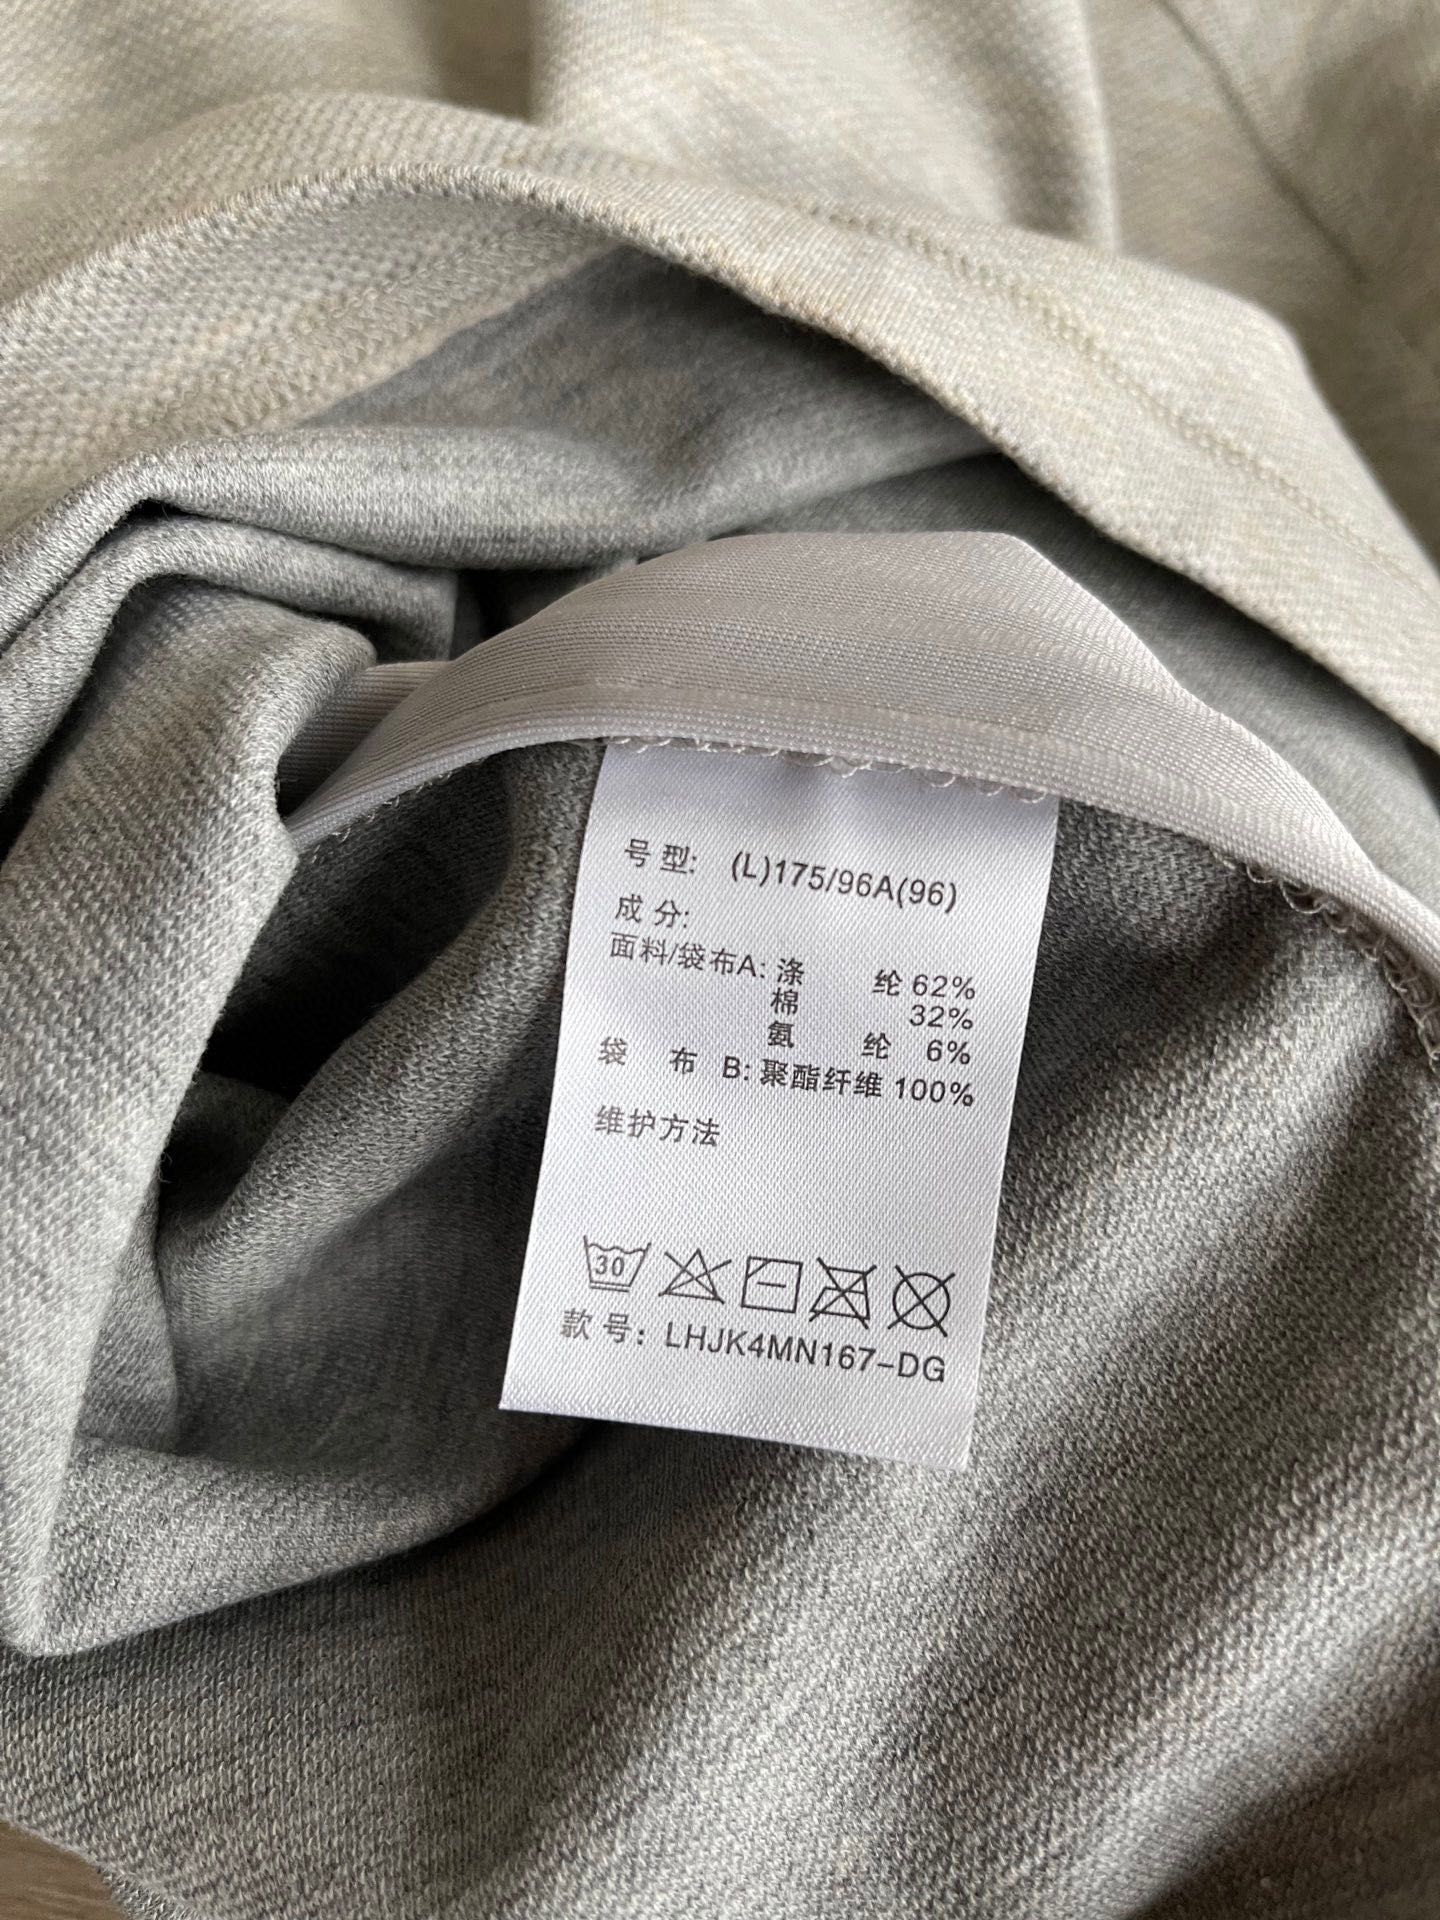 号型: (L)175/96A(96)
成分:
面料/袋布A: 涤 纶 62%
棉 32%
氨 纶 6%
袋 布 B: 聚酯纤维 100%
维护方法
30
款号: LHJK4MN167-DG